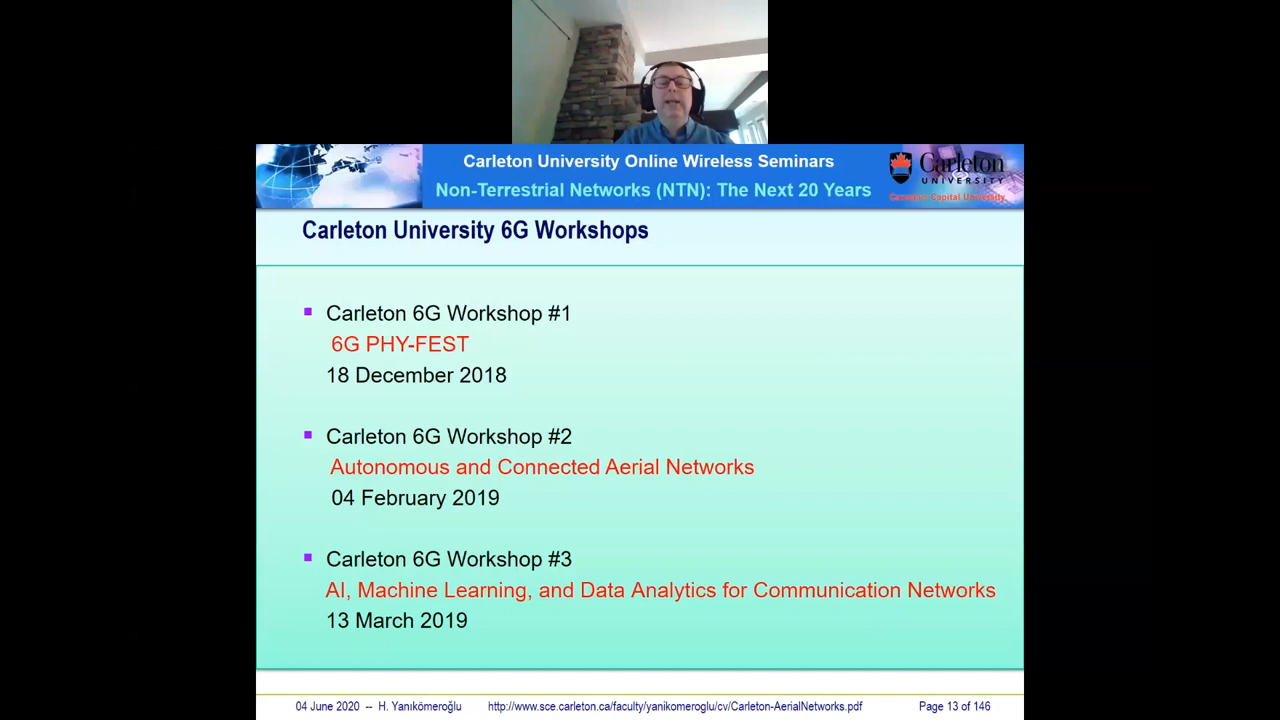 Carleton University Online Wireless Seminars
Non-Terrestrial Networks (NTN): The Next 20 Years
Carleton
UNIVERSITY
Canada's Capital University
Carleton University 6G Workshops
Carleton 6G Workshop #1
6G PHY-FEST
18 December 2018
Carleton 6G Workshop #2
Autonomous and Connected Aerial Networks
04 February 2019
Carleton 6G Workshop #3
AI, Machine Learning, and Data Analytics for Communication Networks
13 March 2019
04 June 2020 -- H. Yanıkömeroğlu http://www.sce.carleton.ca/faculty/yanikomeroglu/cv/Carleton-AerialNetworks.pdf Page 13 of 146